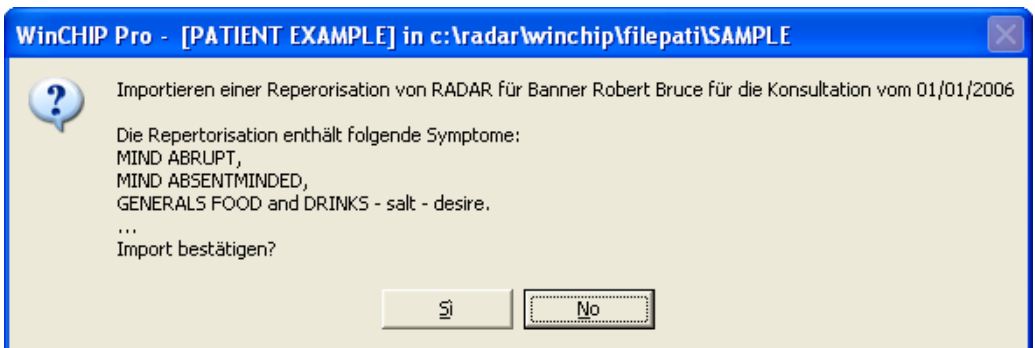 WinCHIP Pro - [PATIENT EXAMPLE] in c:\radar\winchip\filepati\SAMPLE
Importieren einer Reperorisation von RADAR für Banner Robert Bruce für die Konsultation vom 01/01/2006
Die Repertorisation enthält folgende Symptome:
MIND ABRUPT,
MIND ABSENTMINDED,
GENERALS FOOD and DRINKS - salt - desire.
...
Import bestätigen?
Sì No